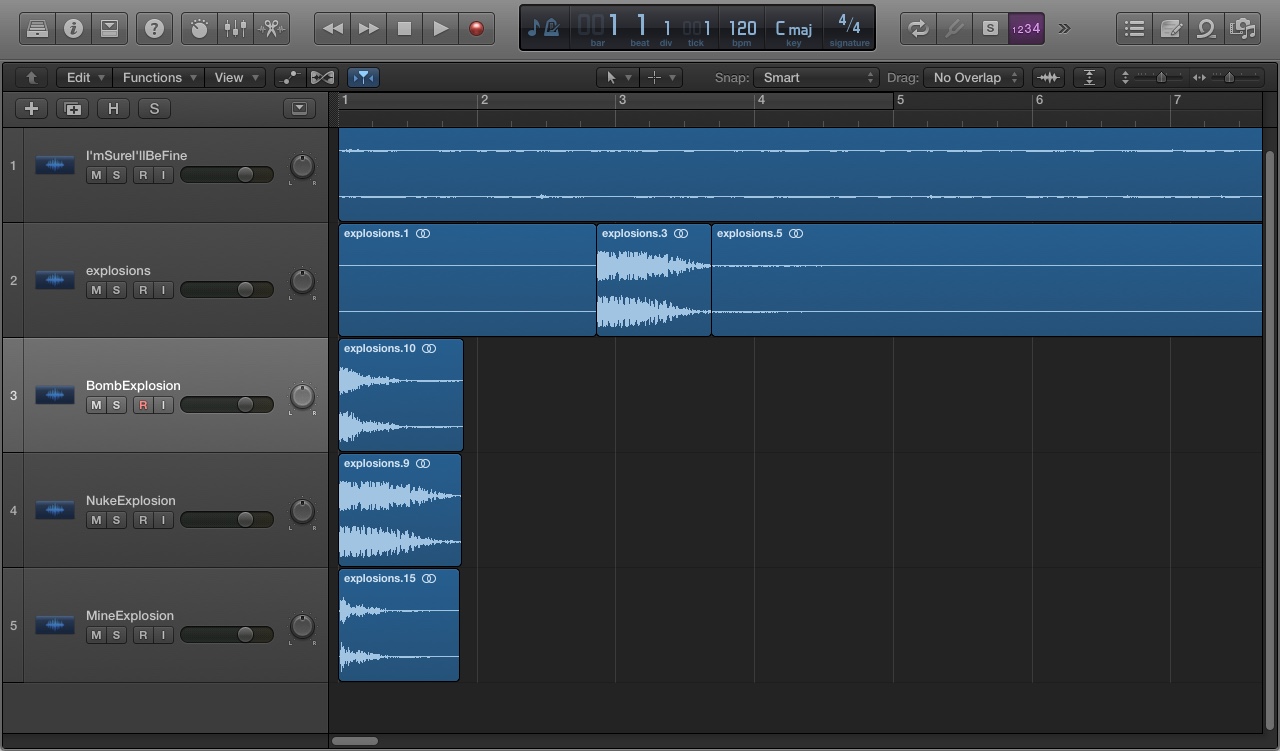 001 1 1 001 120 C maj 4/4
bar beat div tick bpm key signature
S 1234
Edit Functions View Snap: Smart Drag: No Overlap
H S
1 2 3 4 5 6 7
1 I'mSureI'llBeFine
M S R I
L R
explosions.1 explosions.3 explosions.5
2 explosions
M S R I
L R
explosions.10
3 BombExplosion
M S R I
L R
explosions.9
4 NukeExplosion
M S R I
L R
explosions.15
5 MineExplosion
M S R I
L R